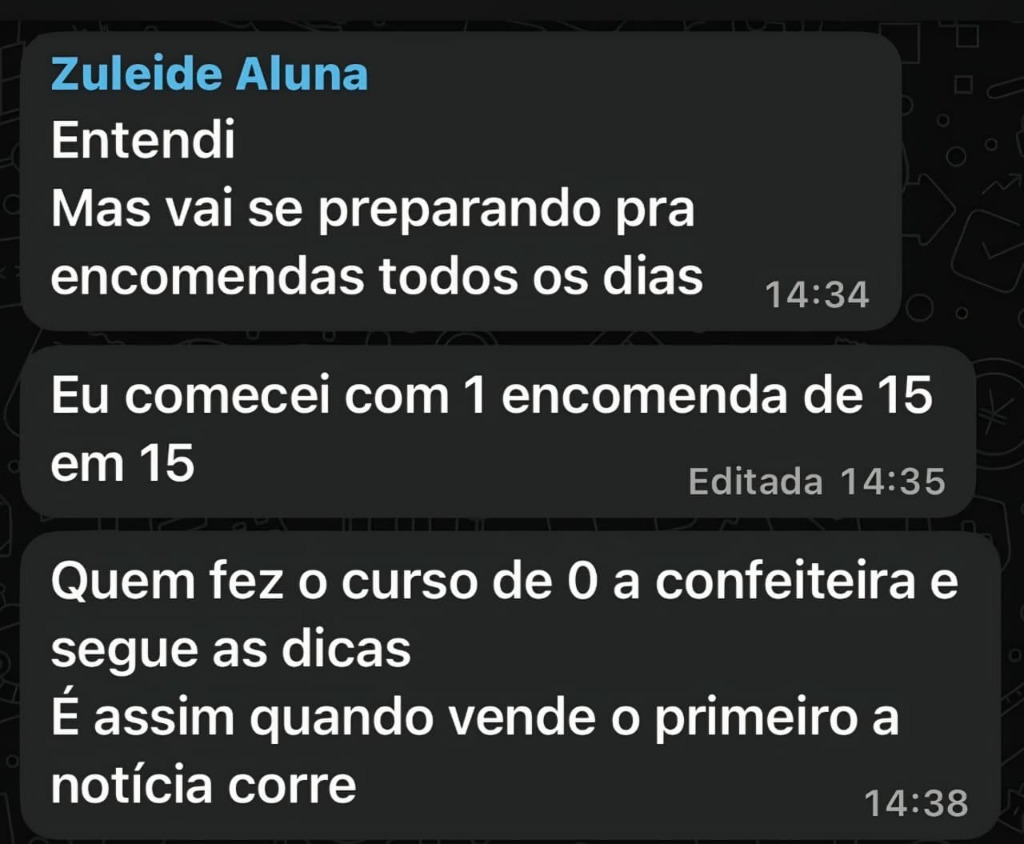 Zuleide Aluna
Entendi
Mas vai se preparando pra
encomendas todos os dias
14:34
Eu comecei com 1 encomenda de 15
em 15
Editada 14:35
Quem fez o curso de 0 a confeiteira e
segue as dicas
É assim quando vende o primeiro a
notícia corre
14:38